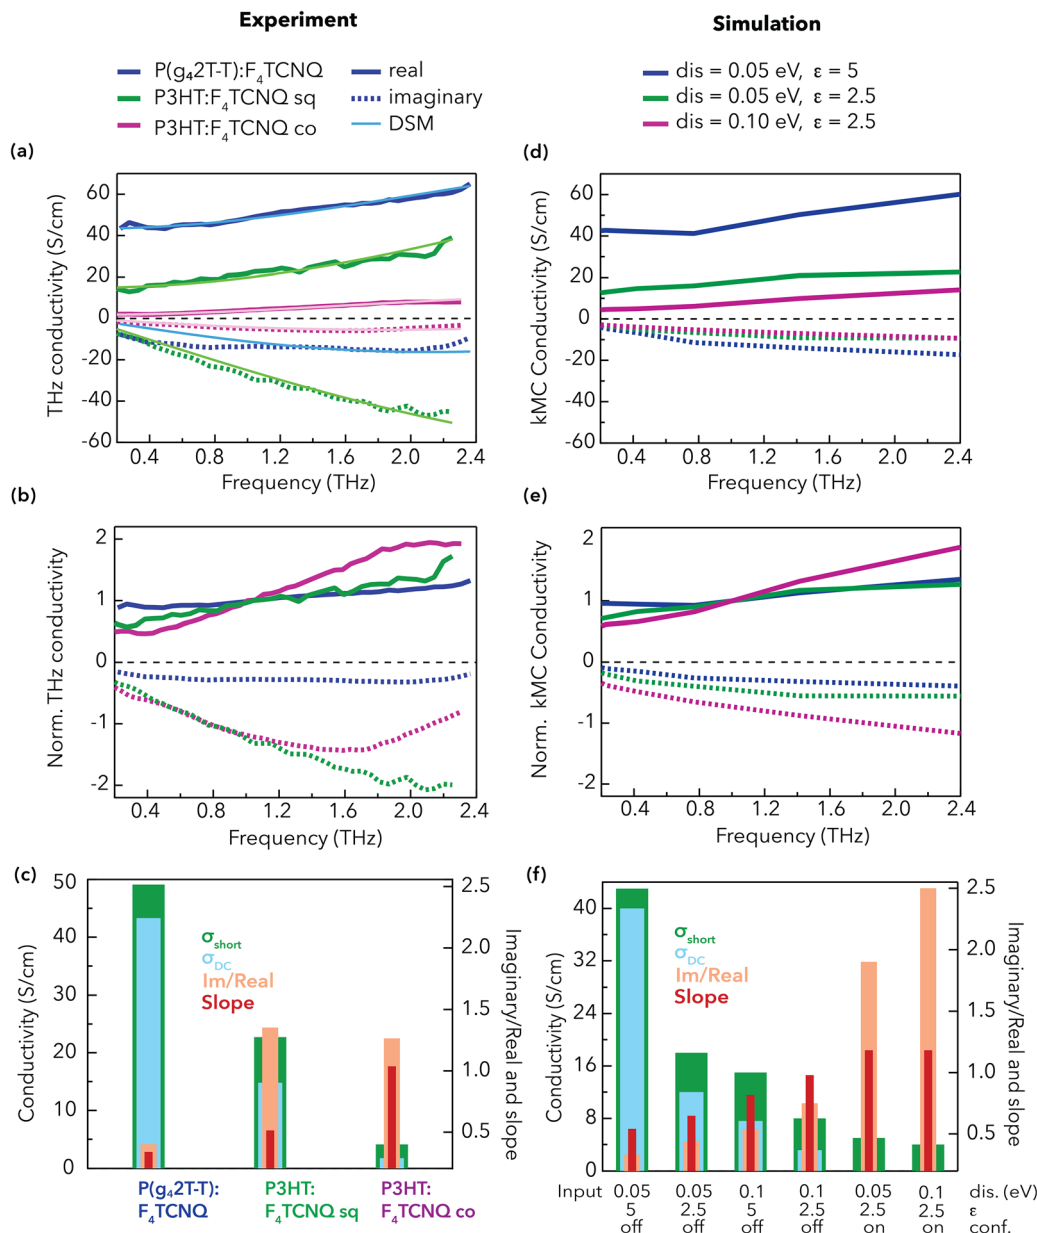 Experiment
Simulation
P(g₄2T-T):F₄TCNQ
real
P3HT:F₄TCNQ sq
imaginary
P3HT:F₄TCNQ co
DSM
dis = 0.05 eV, ε = 5
dis = 0.05 eV, ε = 2.5
dis = 0.10 eV, ε = 2.5
(a)
THz conductivity (S/cm)
60
40
20
0
-20
-40
-60
0.4 0.8 1.2 1.6 2.0 2.4
Frequency (THz)
(d)
kMC Conductivity (S/cm)
60
40
20
0
-20
-40
-60
0.4 0.8 1.2 1.6 2.0 2.4
Frequency (THz)
(b)
Norm. THz conductivity
2
1
0
-1
-2
0.4 0.8 1.2 1.6 2.0 2.4
Frequency (THz)
(e)
Norm. kMC Conductivity
2
1
0
-1
-2
0.4 0.8 1.2 1.6 2.0 2.4
Frequency (THz)
(c)
Conductivity (S/cm)
50
40
30
20
10
0
σshort
σDC
Im/Real
Slope
2.5
2.0
1.5
1.0
0.5
Imaginary/Real and slope
P(g₄2T-T):
F₄TCNQ
P3HT:
F₄TCNQ sq
P3HT:
F₄TCNQ co
(f)
Conductivity (S/cm)
40
32
24
16
8
0
σshort
σDC
Im/Real
Slope
2.5
2.0
1.5
1.0
0.5
Imaginary/Real and slope
Input 0.05 0.05 0.1 0.1 0.05 0.1 dis. (eV)
5 2.5 5 2.5 2.5 2.5 ε
off off off off on on conf.